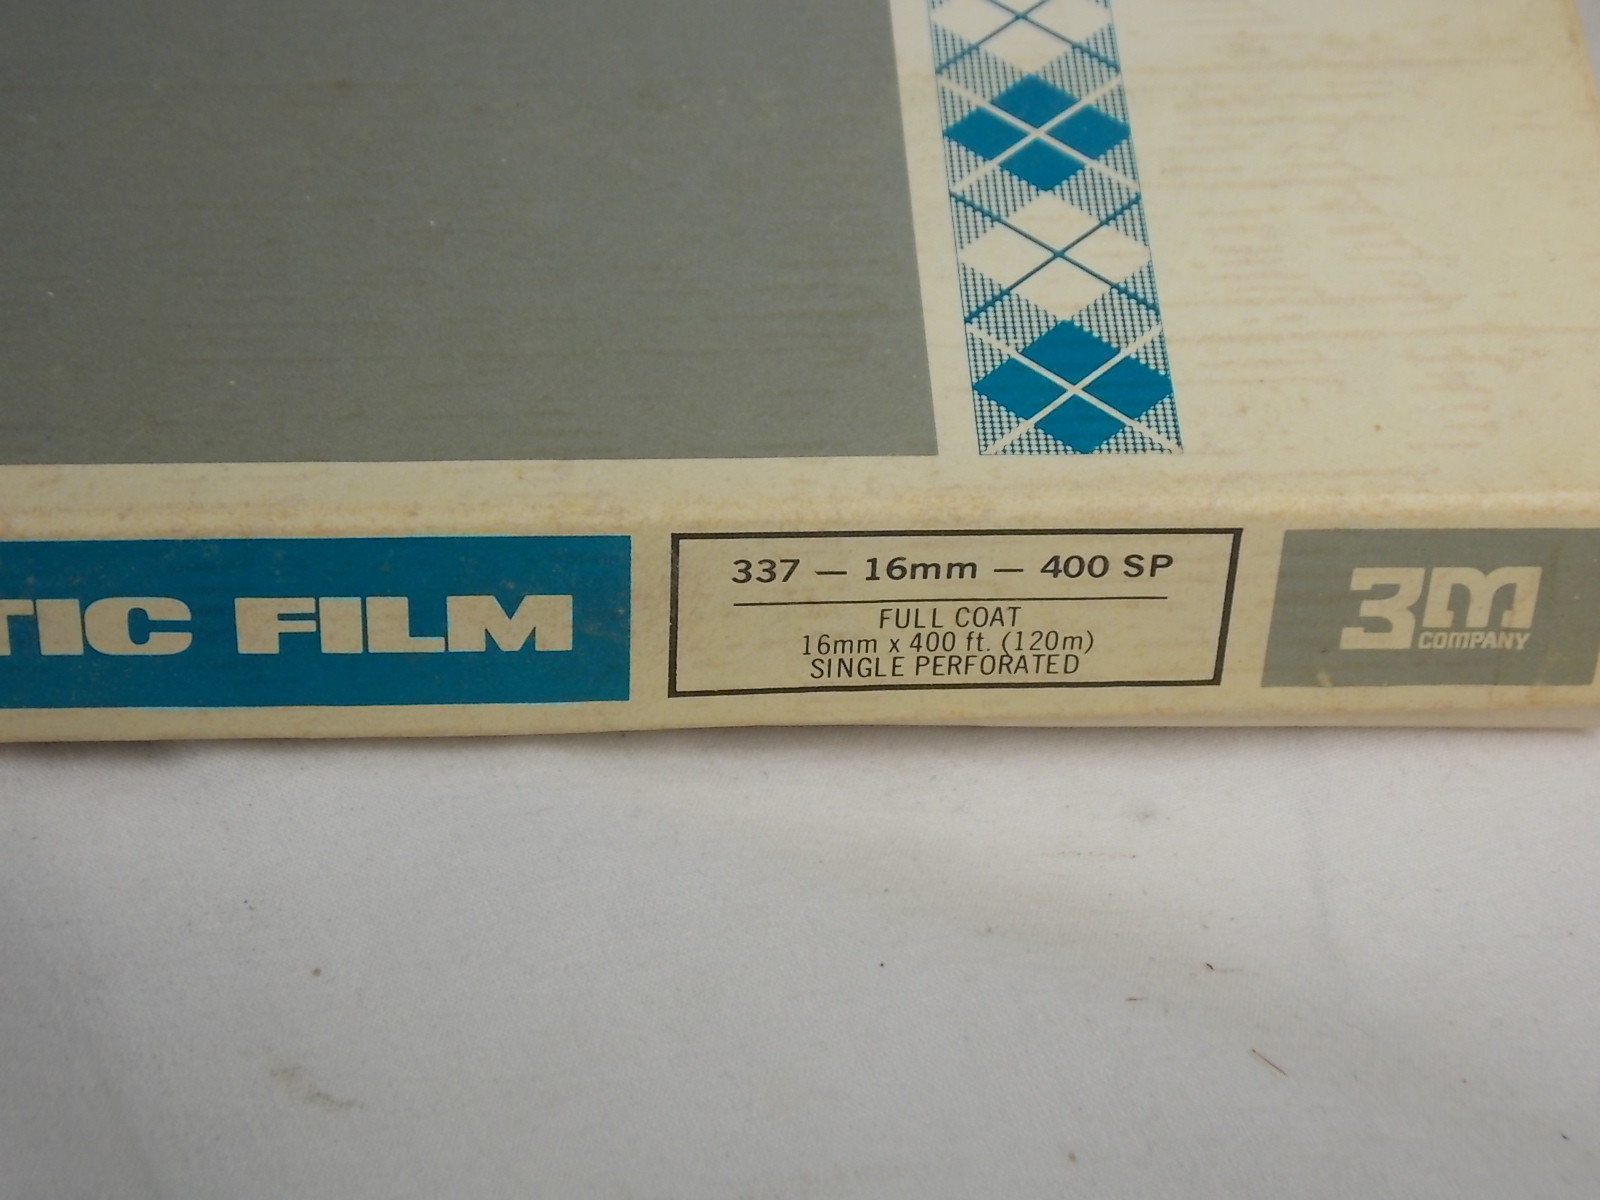 TIC FILM
337 — 16mm — 400 SP
FULL COAT
16mm x 400 ft. (120m)
SINGLE PERFORATED
3M
COMPANY